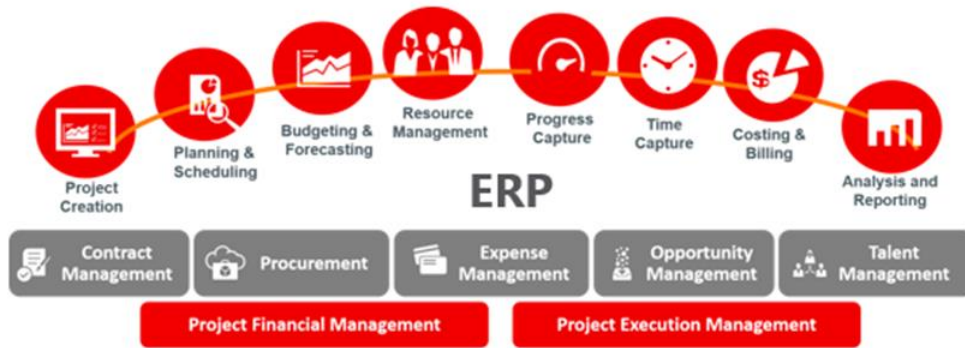 Project
Creation
Planning &
Scheduling
Budgeting &
Forecasting
Resource
Management
Progress
Capture
Time
Capture
Costing &
Billing
Analysis and
Reporting
ERP
Contract
Management
Procurement
Expense
Management
Opportunity
Management
Talent
Management
Project Financial Management
Project Execution Management